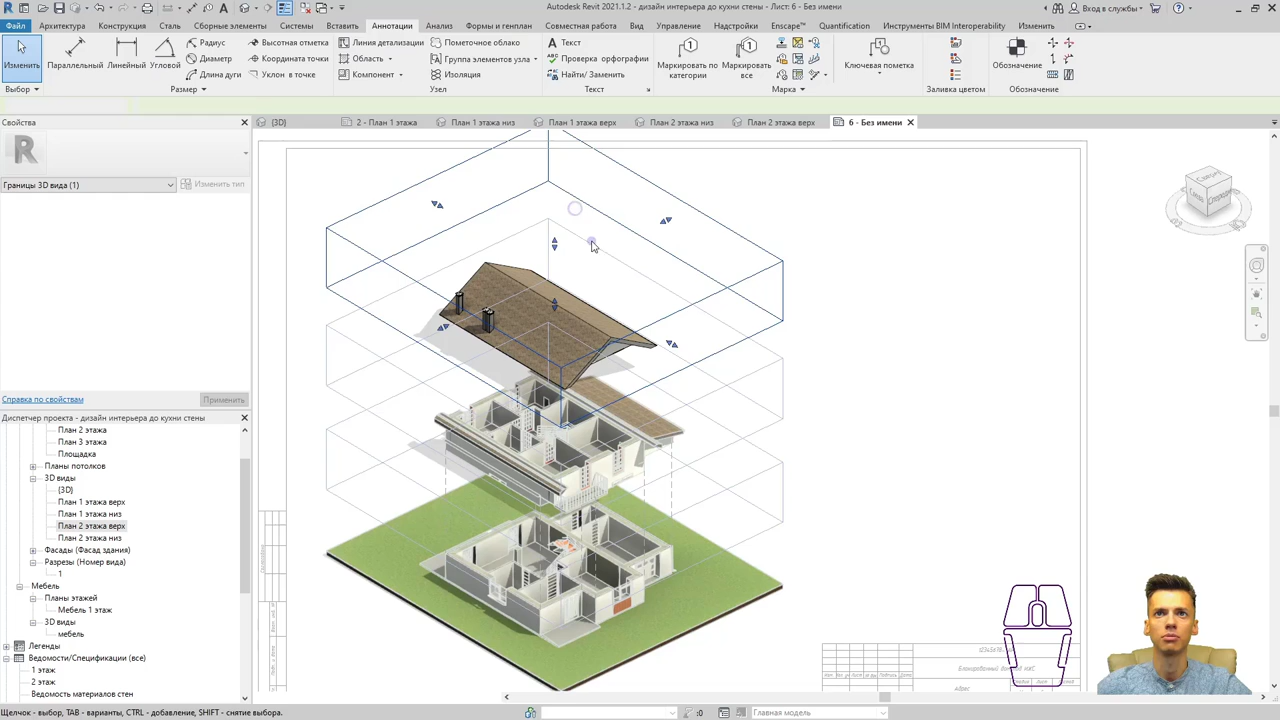 Autodesk Revit 2021.1.2 - дизайн интерьера до кухни стены - Лист: 6 - Без имени
Вход в службы
Файл Архитектура Конструкция Сталь Сборные элементы Системы Вставить Аннотации Анализ Формы и генплан Совместная работа Вид Управление Надстройки Enscape™ Quantification Инструменты BIM Interoperability Изменить
Изменить
Параллельный
Линейный
Угловой
Радиус
Диаметр
Длина дуги
Высотная отметка
Координата точки
Уклон в точке
Линия детализации
Область
Компонент
Пометочное облако
Группа элементов узла
Изоляция
Текст
Проверка орфографии
Найти/ Заменить
Маркировать по категории
Маркировать все
Ключевая пометка
Обозначение
Выбор Размер Узел Текст Марка Заливка цветом Обозначение
Свойства
{3D} 2 - План 1 этажа План 1 этажа низ План 1 этажа верх План 2 этажа низ План 2 этажа верх 6 - Без имени
Границы 3D вида (1) Изменить тип
Справка по свойствам Применить
Диспетчер проекта - дизайн интерьера до кухни стены
План 2 этажа
План 3 этажа
Площадка
Планы потолков
3D виды
{3D}
План 1 этажа верх
План 1 этажа низ
План 2 этажа верх
План 2 этажа низ
Фасады (Фасад здания)
Разрезы (Номер вида)
1
Мебель
Планы этажей
Мебель 1 этаж
3D виды
мебель
Легенды
Ведомости/Спецификации (все)
1 этаж
2 этаж
Ведомость материалов стен
Адрес
Щелчок - выбор, TAB - варианты, CTRL - добавление, SHIFT - снятие выбора.
:0
Главная модель